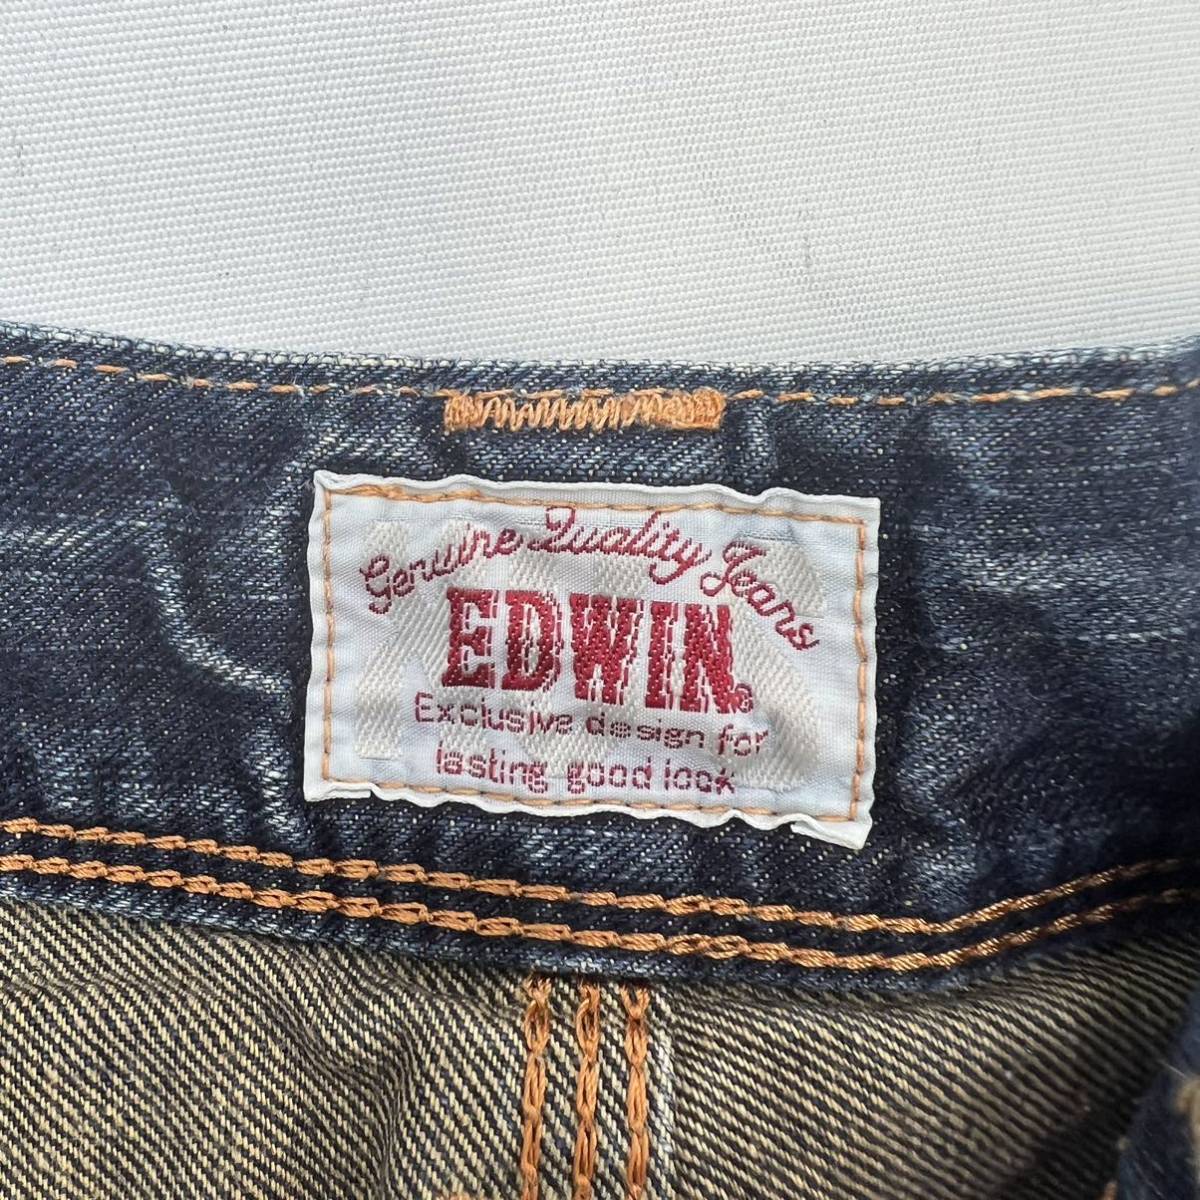 Genuine Quality Jeans
EDWIN®
Exclusive design for
lasting good look